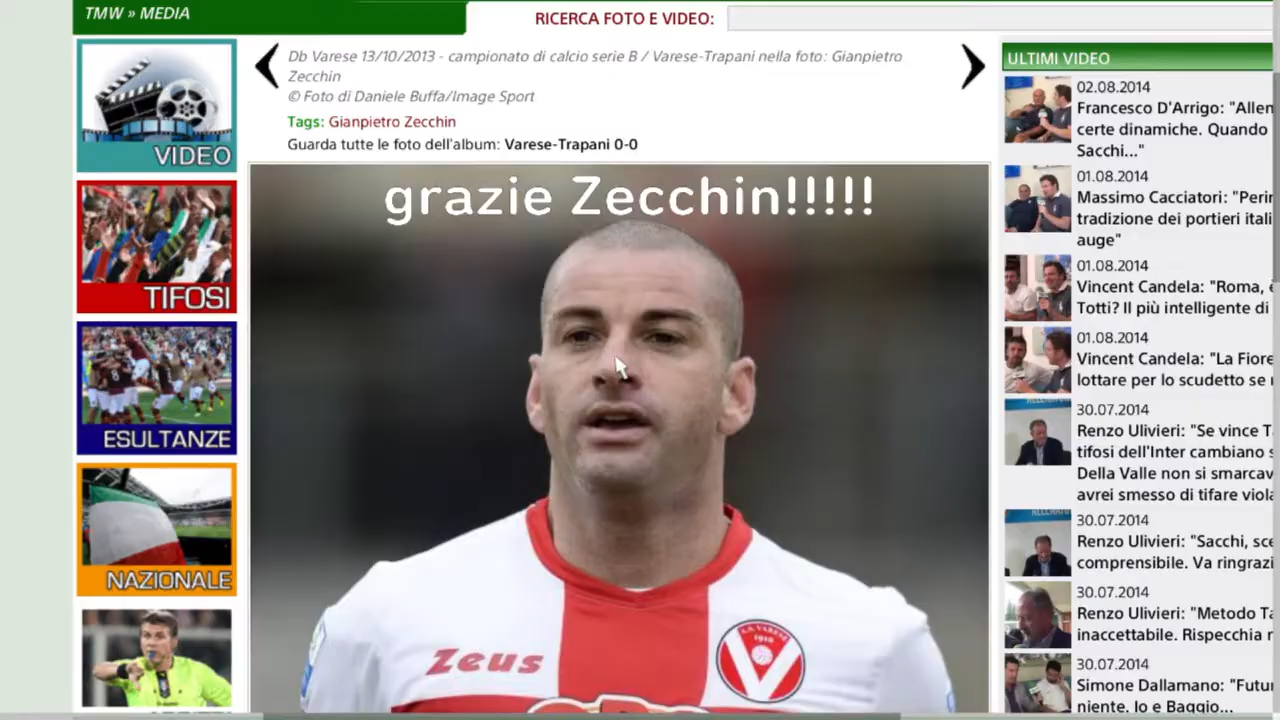 TMW » MEDIA
RICERCA FOTO E VIDEO:
Db Varese 13/10/2013 - campionato di calcio serie B / Varese-Trapani nella foto: Gianpietro
Zecchin
© Foto di Daniele Buffa/Image Sport
Tags: Gianpietro Zecchin
Guarda tutte le foto dell'album: Varese-Trapani 0-0
VIDEO
TIFOSI
ESULTANZE
NAZIONALE
grazie Zecchin!!!!!
Zeus
A.S. VARESE
1910
ULTIMI VIDEO
02.08.2014
Francesco D'Arrigo: "Allen
certe dinamiche. Quando
Sacchi..."
01.08.2014
Massimo Cacciatori: "Perin
tradizione dei portieri itali
auge"
01.08.2014
Vincent Candela: "Roma, è
Totti? Il più intelligente di
01.08.2014
Vincent Candela: "La Fiore
lottare per lo scudetto se
30.07.2014
Renzo Ulivieri: "Se vince T
tifosi dell'Inter cambiano s
Della Valle non si smarcav
avrei smesso di tifare viola
30.07.2014
Renzo Ulivieri: "Sacchi, sce
comprensibile. Va ringrazi
30.07.2014
Renzo Ulivieri: "Metodo Ta
inaccettabile. Rispecchia
30.07.2014
Simone Dallamano: "Futur
niente. Io e Baggio...